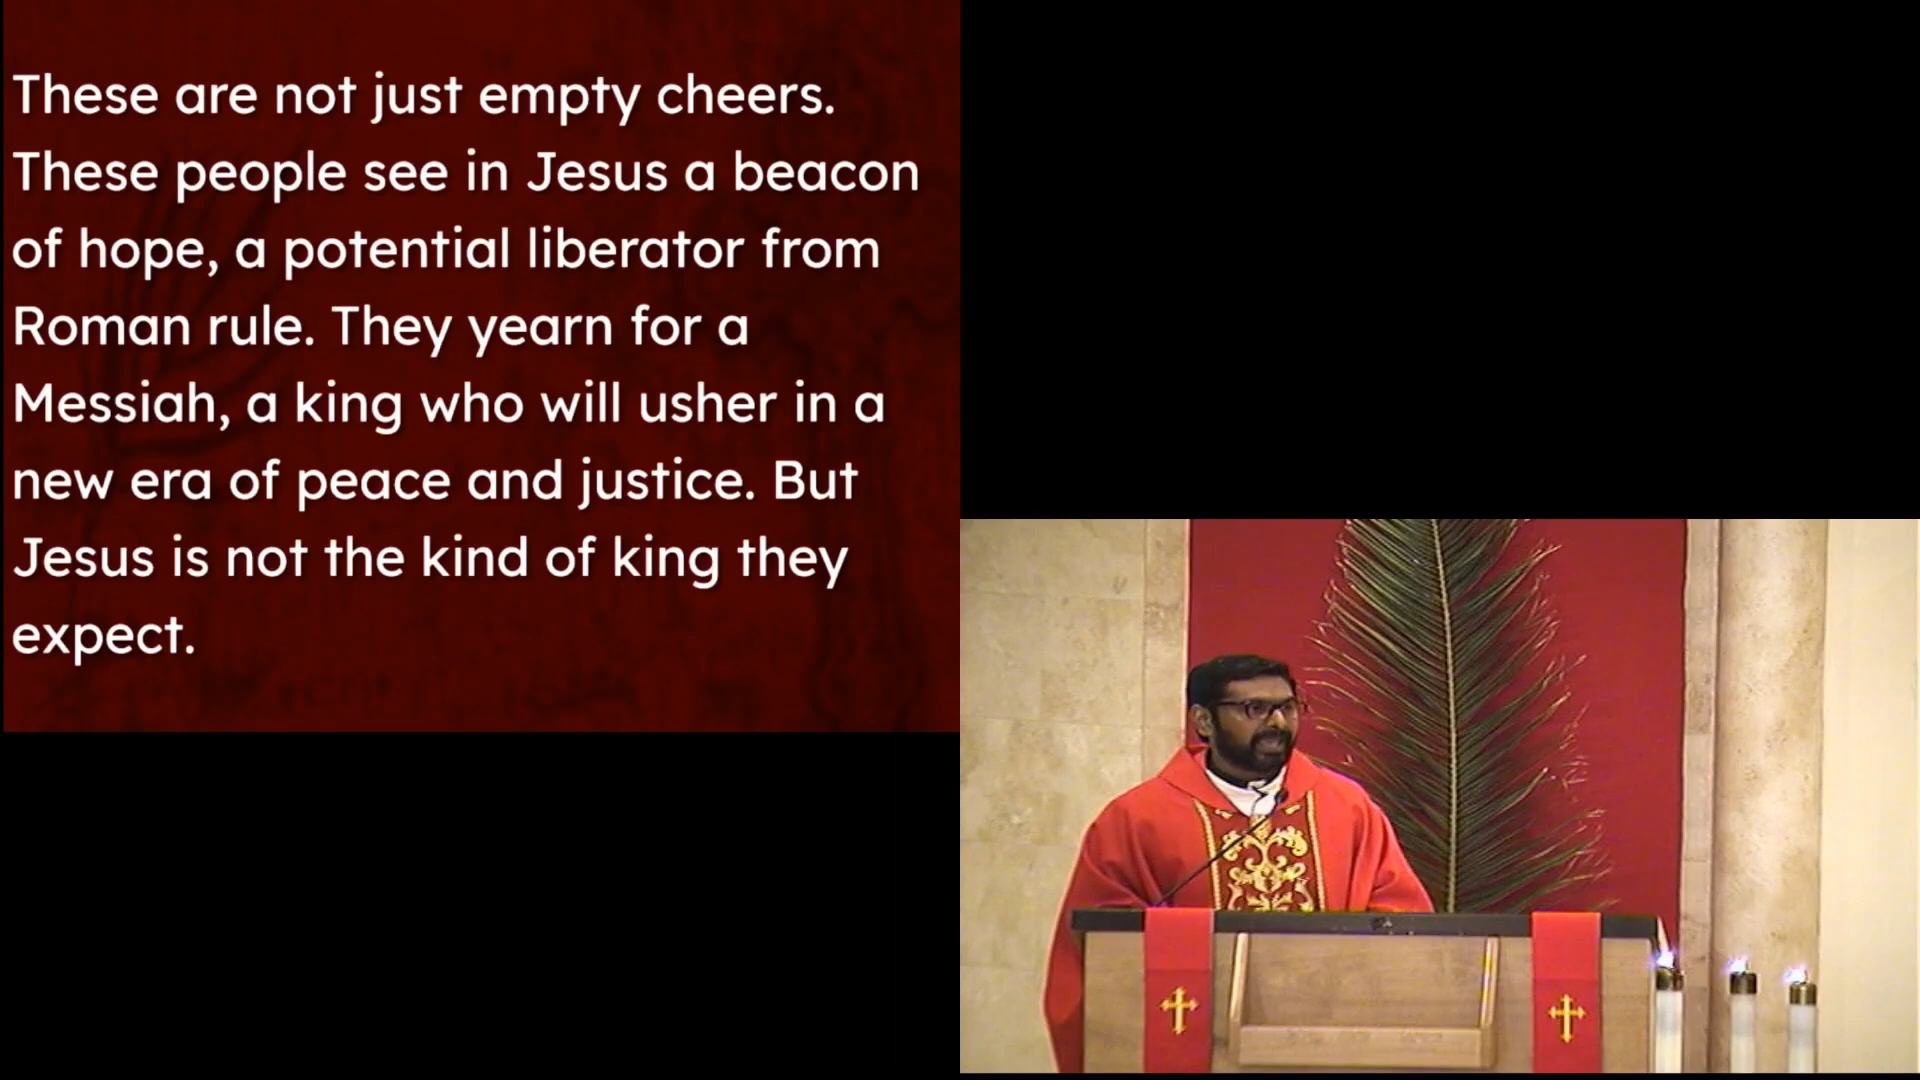 These are not just empty cheers.
These people see in Jesus a beacon
of hope, a potential liberator from
Roman rule. They yearn for a
Messiah, a king who will usher in a
new era of peace and justice. But
Jesus is not the kind of king they
expect.